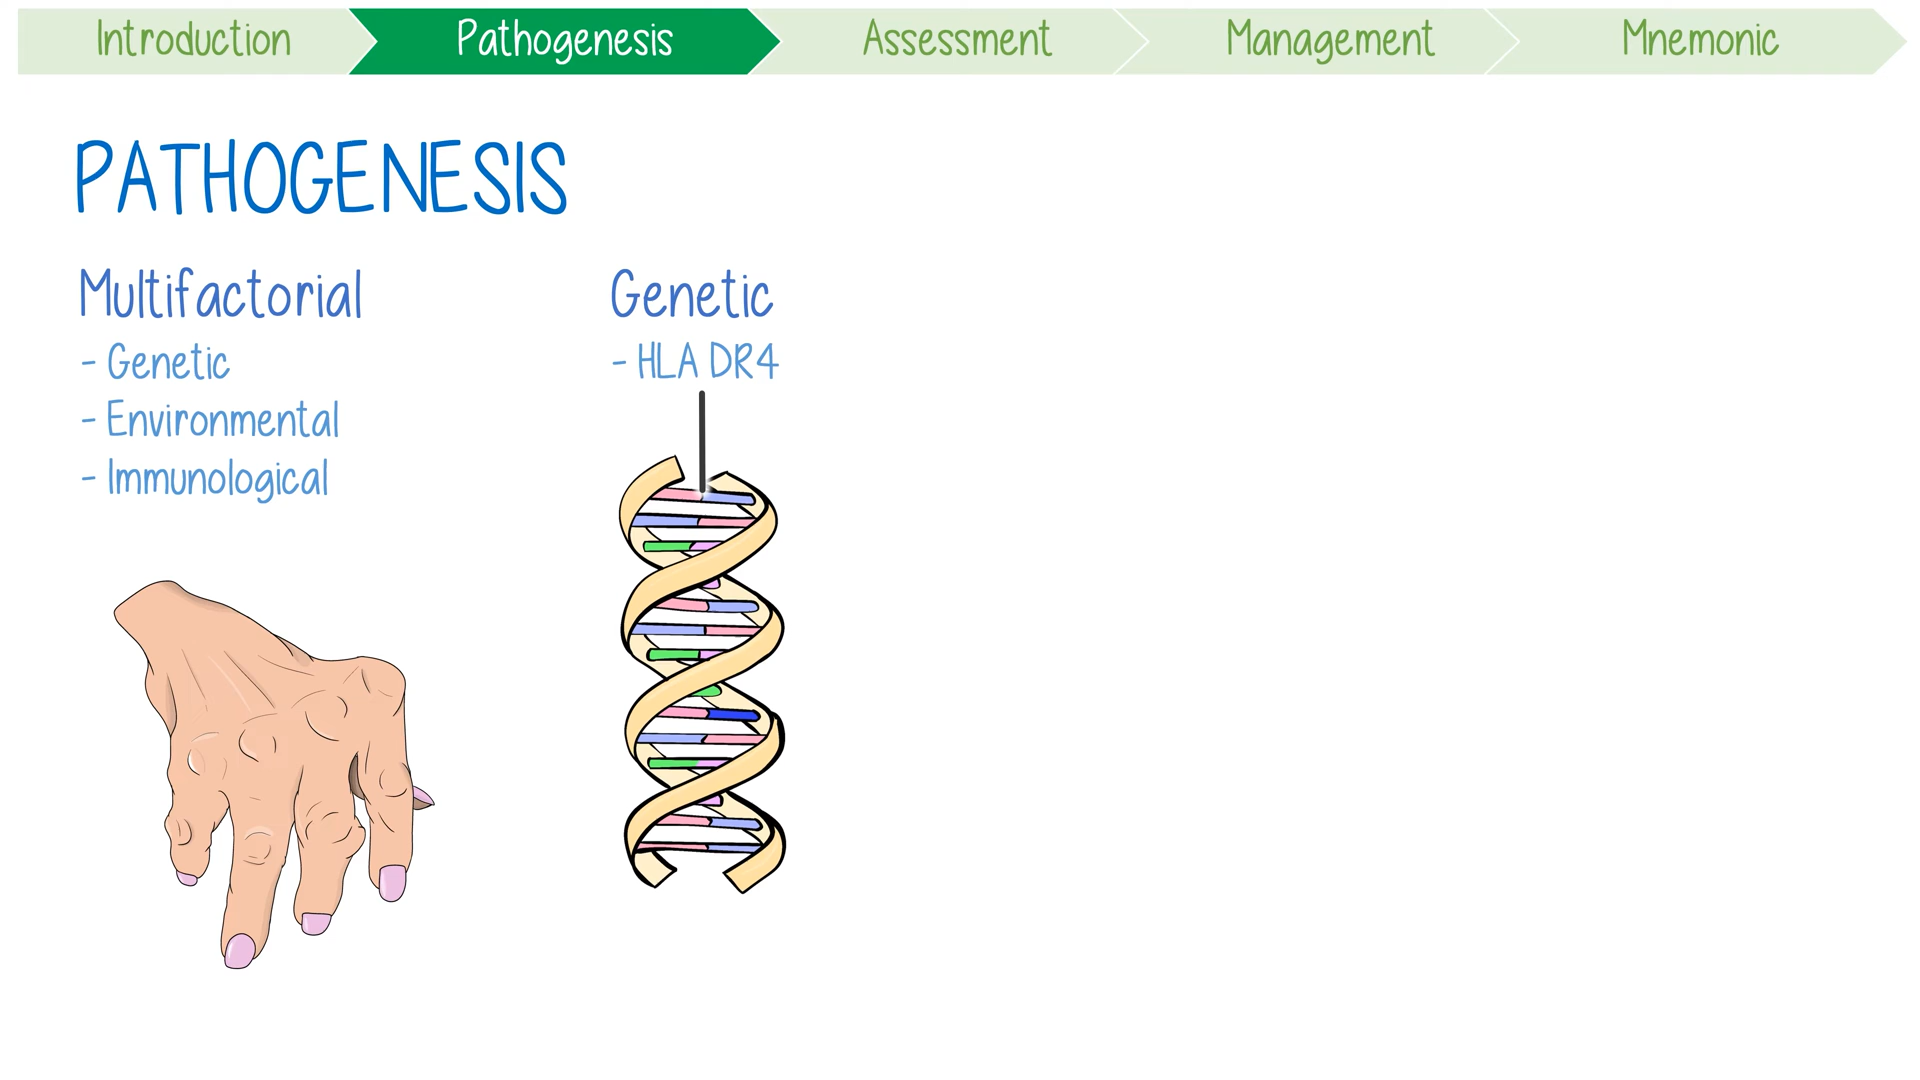 Introduction
Pathogenesis
Assessment
Management
Mnemonic
PATHOGENESIS
Multifactorial
- Genetic
- Environmental
- Immunological
Genetic
- HLA DR4